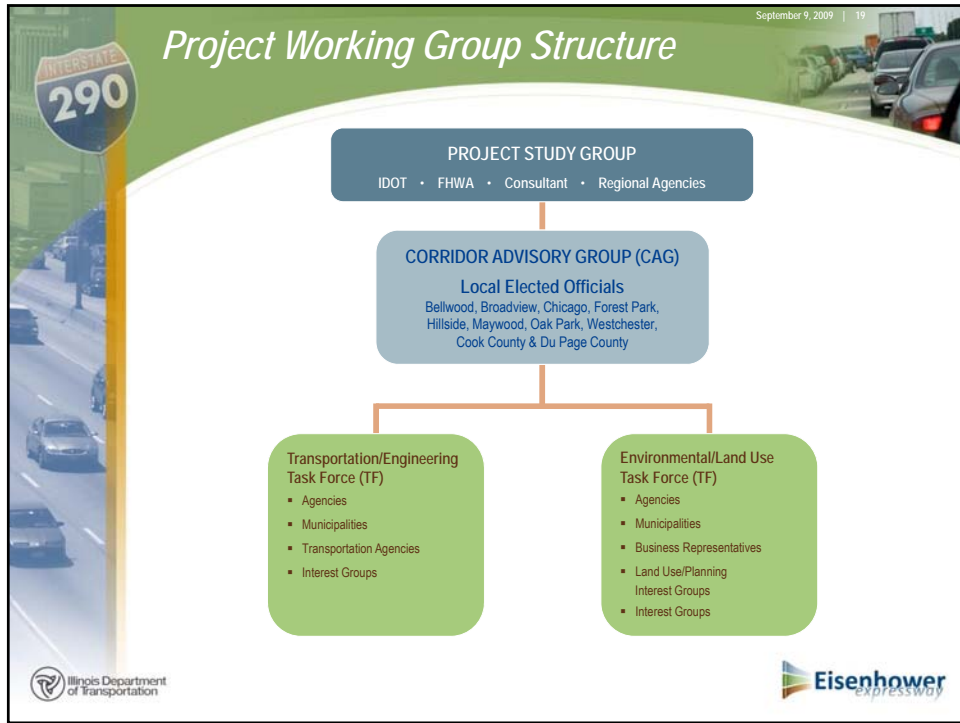 September 9, 2009 | 19
Project Working Group Structure
INTERSTATE
290
PROJECT STUDY GROUP
IDOT • FHWA • Consultant • Regional Agencies
CORRIDOR ADVISORY GROUP (CAG)
Local Elected Officials
Bellwood, Broadview, Chicago, Forest Park,
Hillside, Maywood, Oak Park, Westchester,
Cook County & Du Page County
Transportation/Engineering
Task Force (TF)
▪ Agencies
▪ Municipalities
▪ Transportation Agencies
▪ Interest Groups
Environmental/Land Use
Task Force (TF)
▪ Agencies
▪ Municipalities
▪ Business Representatives
▪ Land Use/Planning
Interest Groups
▪ Interest Groups
Illinois Department
of Transportation
Eisenhower
expressway